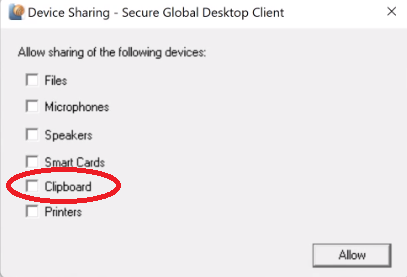 Device Sharing - Secure Global Desktop Client
Allow sharing of the following devices:
Files
Microphones
Speakers
Smart Cards
Clipboard
Printers
Allow